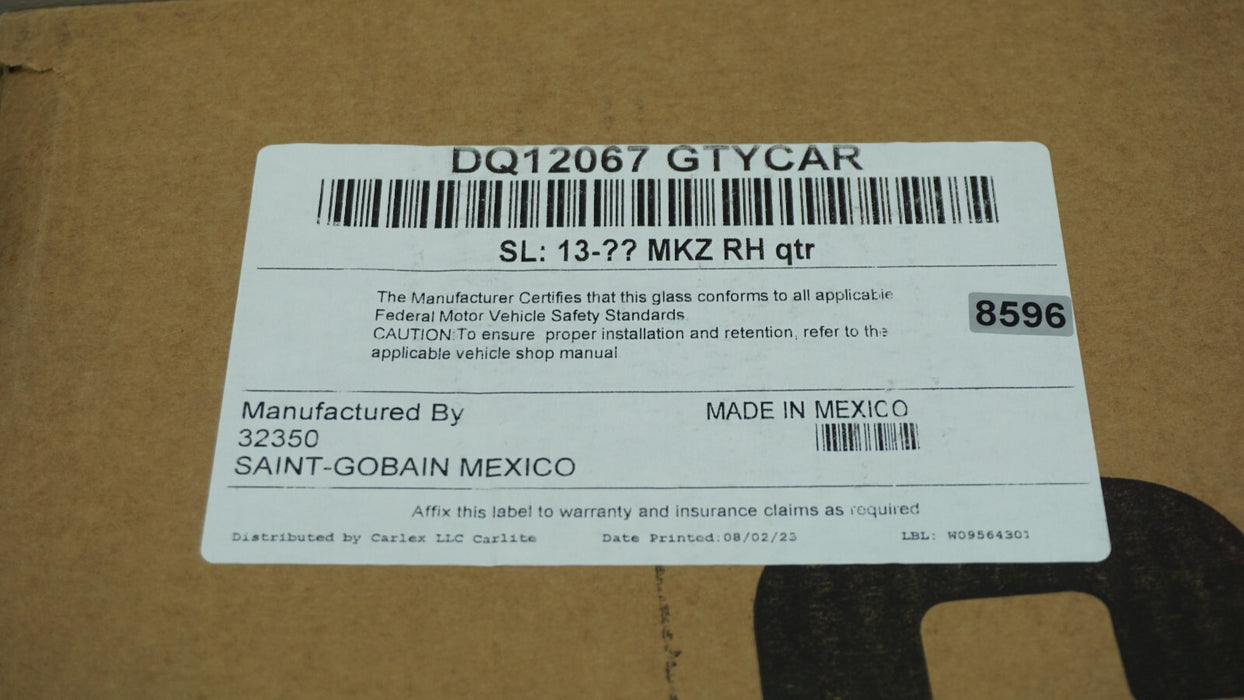 DQ12067 GTYCAR
SL: 13-?? MKZ RH qtr
The Manufacturer Certifies that this glass conforms to all applicable
Federal Motor Vehicle Safety Standards
CAUTION:To ensure proper installation and retention, refer to the
applicable vehicle shop manual
8596
Manufactured By
32350
SAINT-GOBAIN MEXICO
MADE IN MEXICO
Affix this label to warranty and insurance claims as required
Distributed by Carlex LLC Carlite
Date Printed:08/02/23
LBL: W09564301